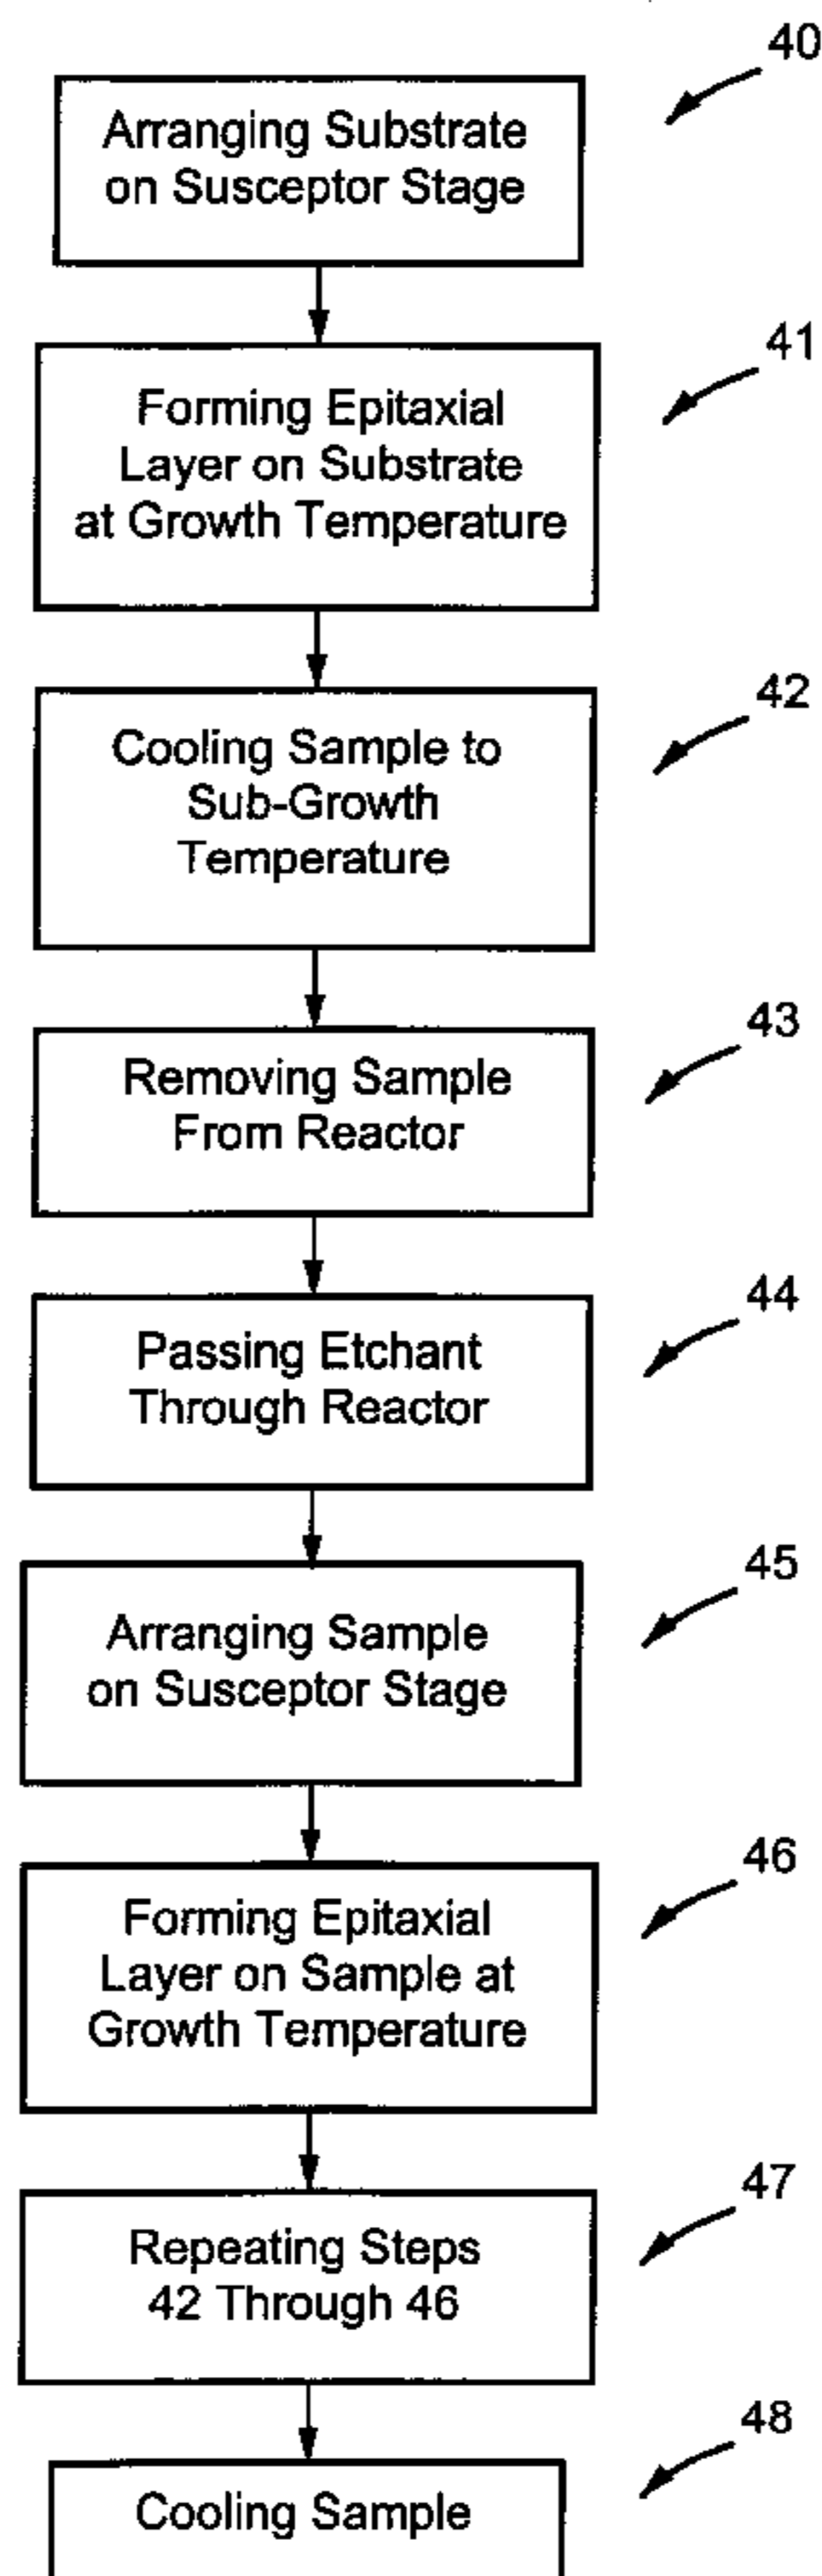 40
Arranging Substrate
on Susceptor Stage
41
Forming Epitaxial
Layer on Substrate
at Growth Temperature
42
Cooling Sample to
Sub-Growth
Temperature
43
Removing Sample
From Reactor
44
Passing Etchant
Through Reactor
45
Arranging Sample
on Susceptor Stage
46
Forming Epitaxial
Layer on Sample at
Growth Temperature
47
Repeating Steps
42 Through 46
48
Cooling Sample